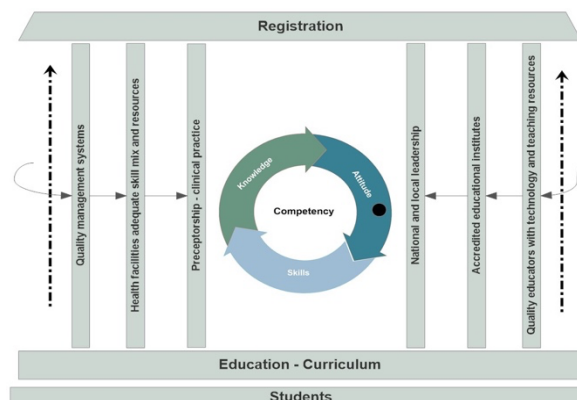 Registration
Quality management systems
Health facilities adequate skill mix and resources
Preceptorship - clinical practice
Knowledge
Attitude
Competency
Skills
National and local leadership
Accredited educational institutes
Quality educators with technology and teaching resources
Education - Curriculum
Students